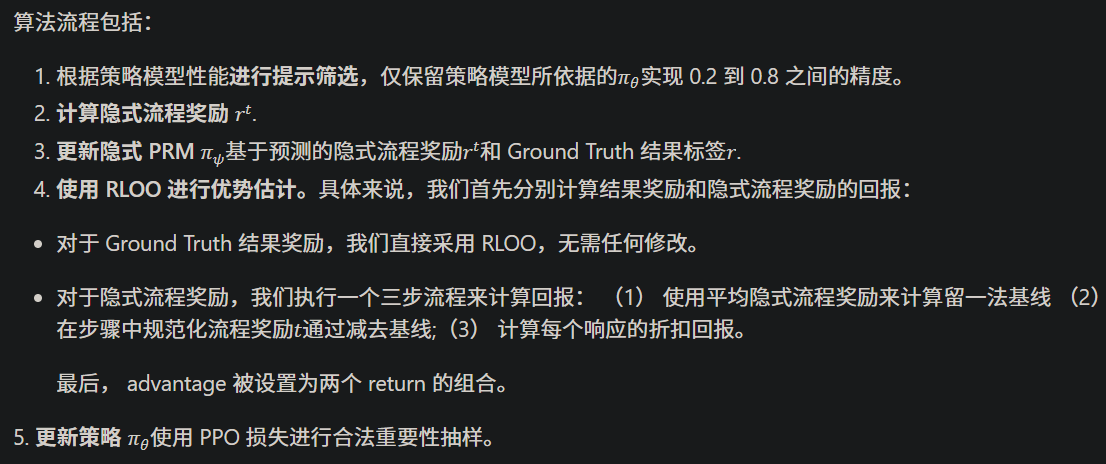 算法流程包括：
1. 根据策略模型性能进行提示筛选，仅保留策略模型所依据的πθ实现 0.2 到 0.8 之间的精度。
2. 计算隐式流程奖励 rᵗ.
3. 更新隐式 PRM πψ基于预测的隐式流程奖励rᵗ和 Ground Truth 结果标签r.
4. 使用 RLOO 进行优势估计。具体来说，我们首先分别计算结果奖励和隐式流程奖励的回报：
• 对于 Ground Truth 结果奖励，我们直接采用 RLOO，无需任何修改。
• 对于隐式流程奖励，我们执行一个三步流程来计算回报： （1） 使用平均隐式流程奖励来计算留一法基线 （2）
在步骤中规范化流程奖励t通过减去基线;（3） 计算每个响应的折扣回报。
最后， advantage 被设置为两个 return 的组合。
5. 更新策略 πθ使用 PPO 损失进行合法重要性抽样。